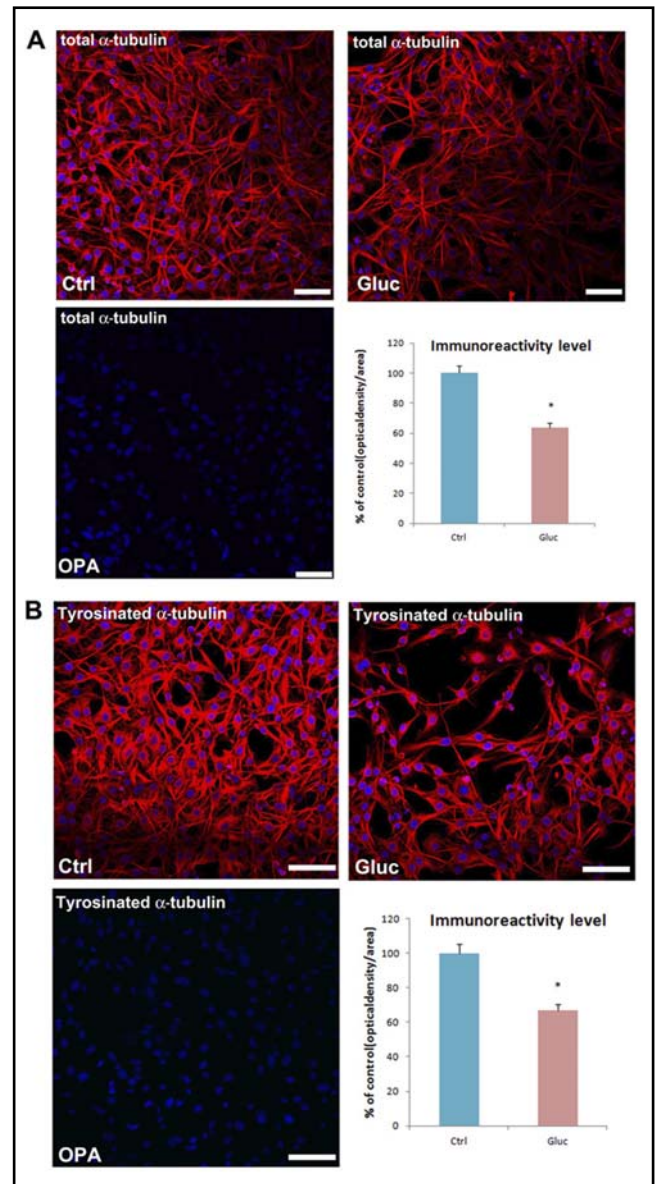 A
total α-tubulin
total α-tubulin
Ctrl
Gluc
total α-tubulin
OPA
Immunoreactivity level
% of control(opticaldensity/area)
120
100
80
60
40
20
0
*
Ctrl
Gluc
B
Tyrosinated α-tubulin
Tyrosinated α-tubulin
Ctrl
Gluc
Tyrosinated α-tubulin
OPA
Immunoreactivity level
% of control(opticaldensity/area)
120
100
80
60
40
20
0
*
Ctrl
Gluc